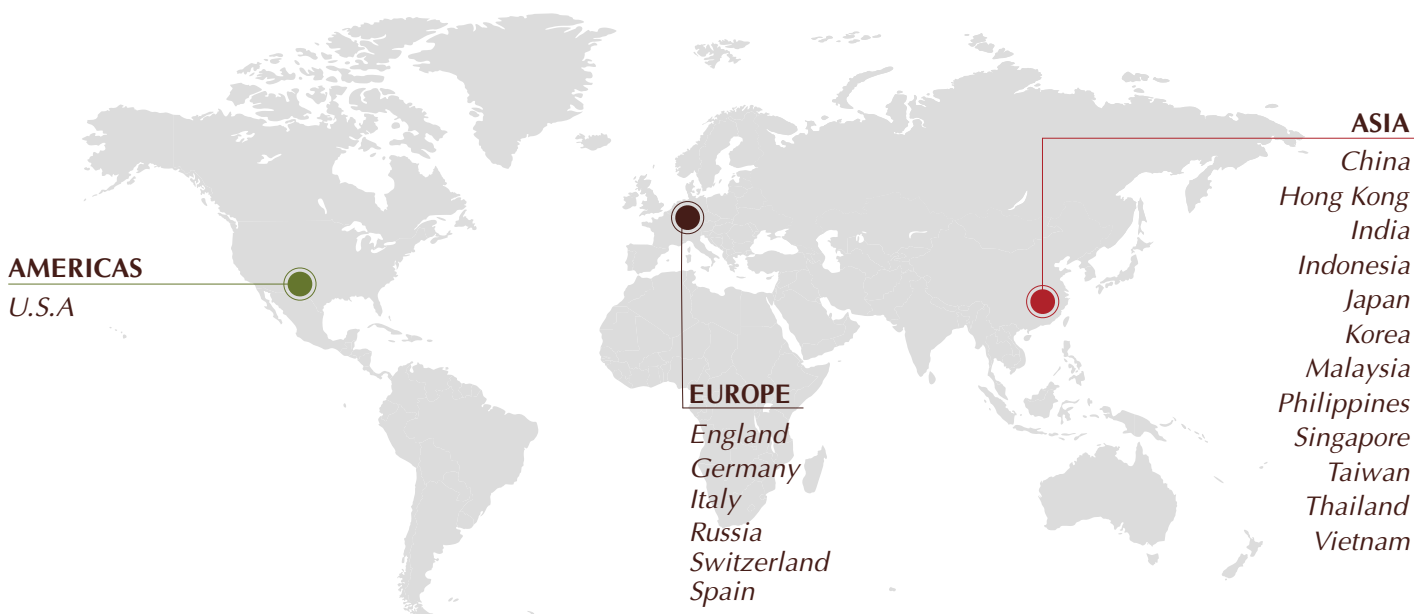 AMERICAS
U.S.A
EUROPE
England
Germany
Italy
Russia
Switzerland
Spain
ASIA
China
Hong Kong
India
Indonesia
Japan
Korea
Malaysia
Philippines
Singapore
Taiwan
Thailand
Vietnam